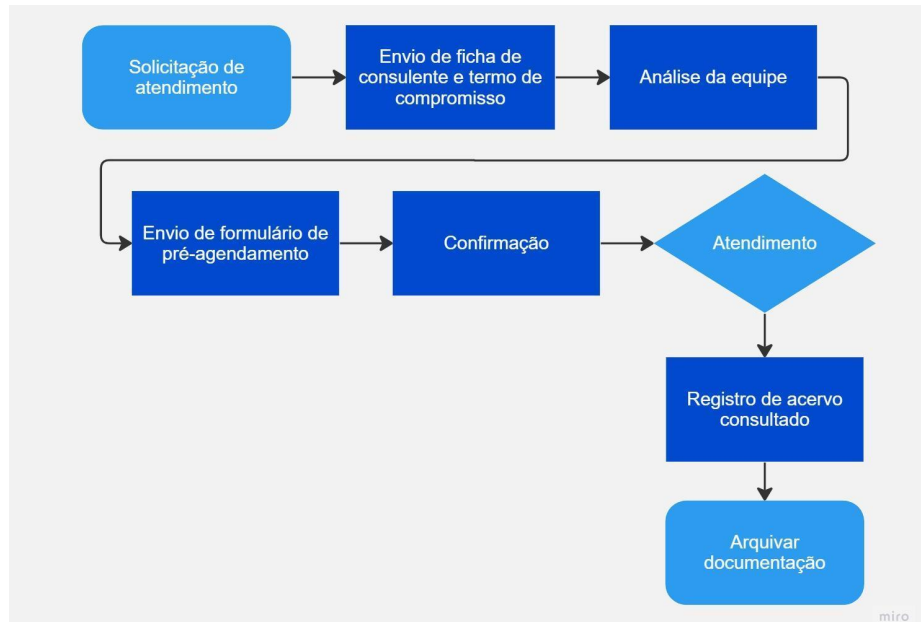 Solicitação de
atendimento
Envio de ficha de
consulente e termo de
compromisso
Análise da equipe
Envio de formulário de
pré-agendamento
Confirmação
Atendimento
Registro de acervo
consultado
Arquivar
documentação
miro